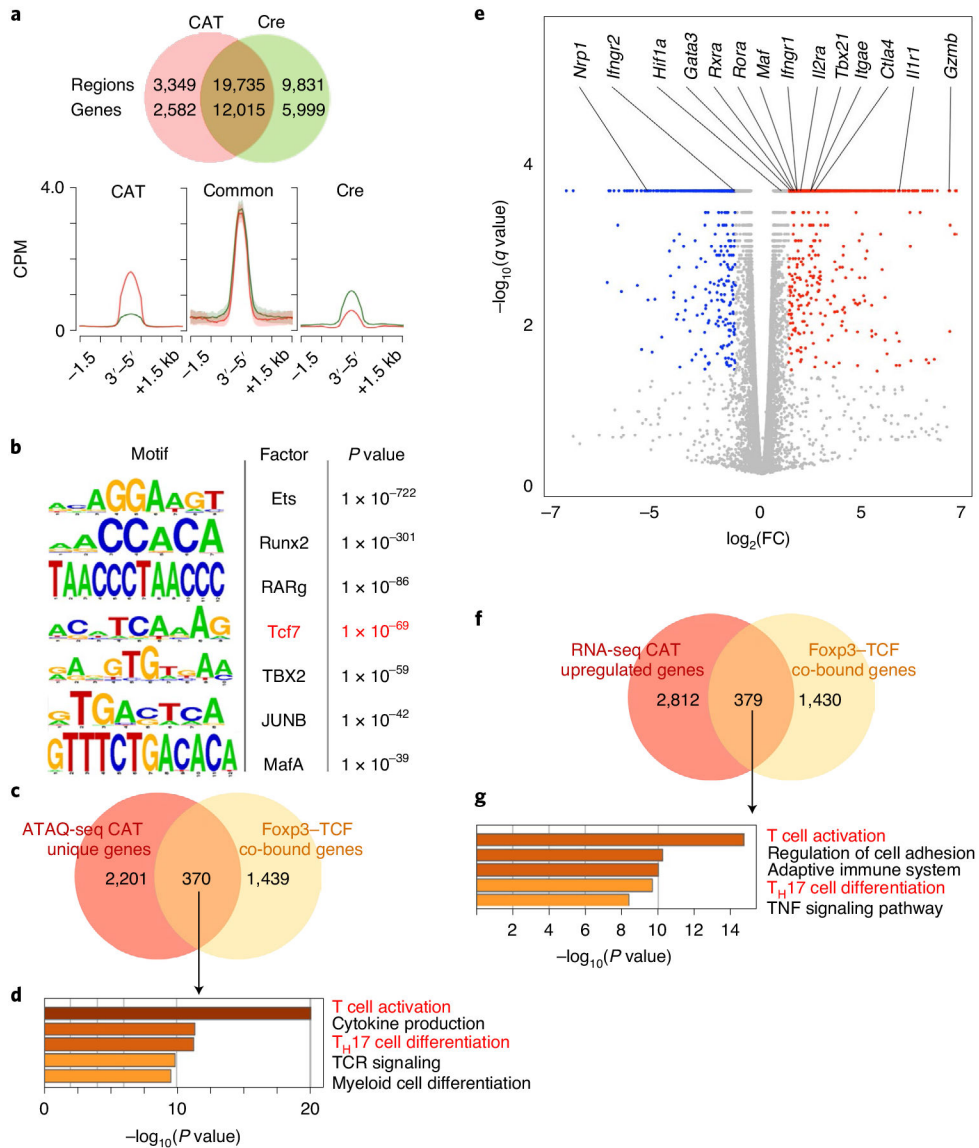 a
CAT Cre
Regions 3,349 19,735 9,831
Genes 2,582 12,015 5,999
CAT Common Cre
4.0
CPM
0
–1.5 3′–5′ +1.5 kb –1.5 3′–5′ +1.5 kb –1.5 3′–5′ +1.5 kb
b
Motif Factor P value
ACAGGAAGT Ets 1 × 10⁻⁷²²
AACCACA Runx2 1 × 10⁻³⁰¹
TAACCCTAACCC RARg 1 × 10⁻⁸⁶
ACATCAAAG Tcf7 1 × 10⁻⁶⁹
TBX2 1 × 10⁻⁵⁹
GTGACTCA JUNB 1 × 10⁻⁴²
GTTTCTGACACA MafA 1 × 10⁻³⁹
c
ATAQ-seq CAT Foxp3–TCF
unique genes co-bound genes
2,201 370 1,439
d
T cell activation
Cytokine production
T_H17 cell differentiation
TCR signaling
Myeloid cell differentiation
0 10 20
–log₁₀(P value)
e
Nrp1 Ifngr2 Hif1a Gata3 Rxra Rora Maf Ifngr1 Il2ra Tbx21 Itgae Ctla4 Il1r1 Gzmb
4
2
0
–log₁₀(q value)
–7 –5 0 5 7
log₂(FC)
f
RNA-seq CAT Foxp3–TCF
upregulated genes co-bound genes
2,812 379 1,430
g
T cell activation
Regulation of cell adhesion
Adaptive immune system
T_H17 cell differentiation
TNF signaling pathway
2 4 6 8 10 12 14
–log₁₀(P value)